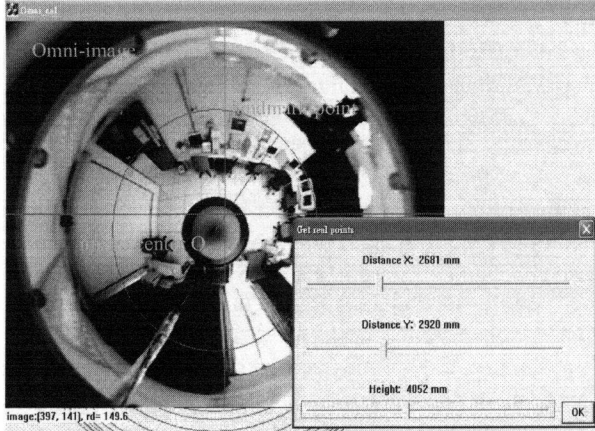 Omni-image
Get real points
X
Distance X: 2681 mm
Distance Y: 2920 mm
Height: 4052 mm
OK
image:(397, 141), rd= 149.6